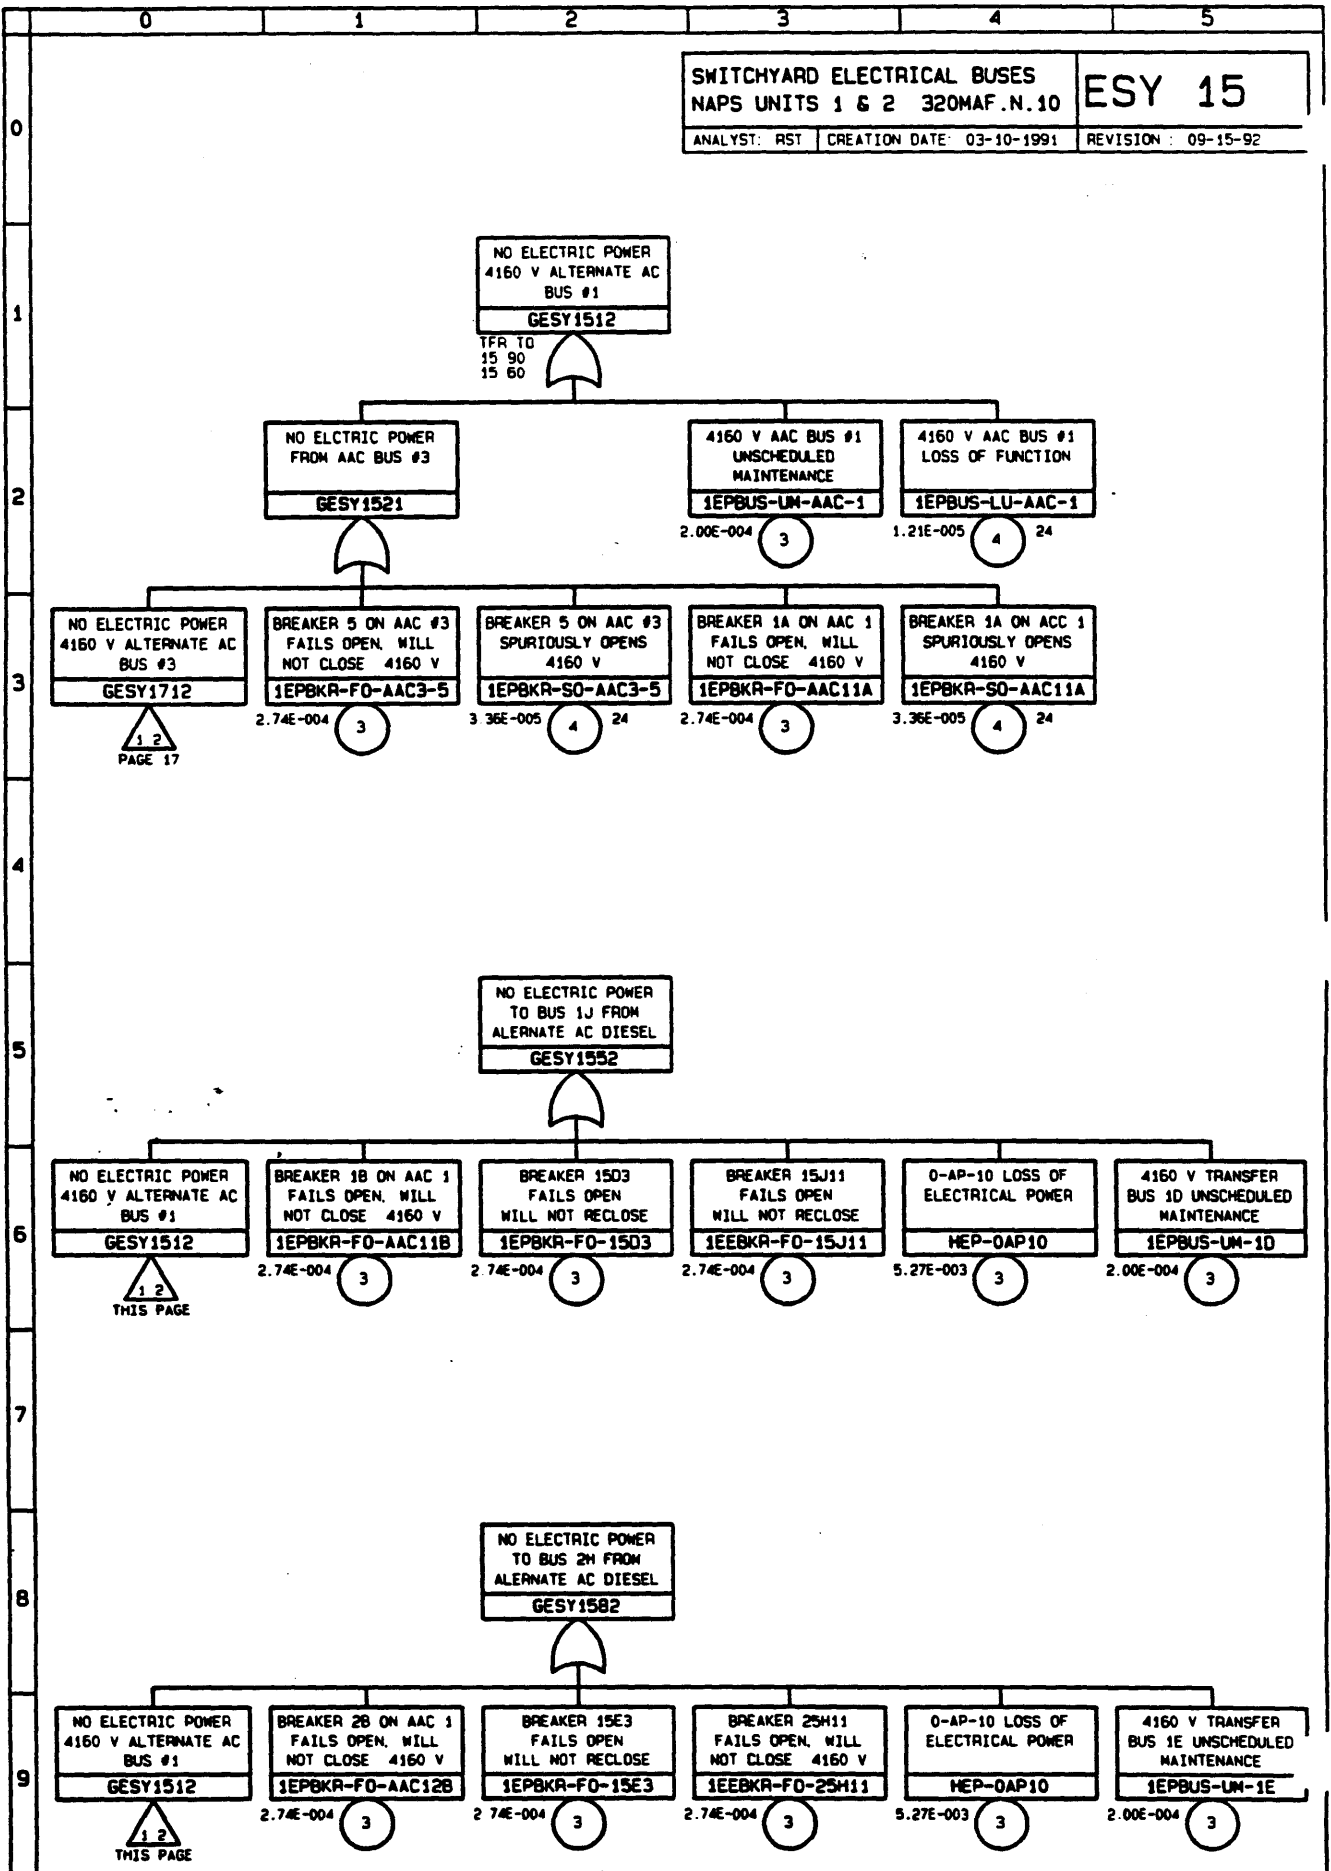 0 1 2 3 4 5
SWITCHYARD ELECTRICAL BUSES
NAPS UNITS 1 & 2 320MAF.N.10
ESY 15
ANALYST: RST CREATION DATE: 03-10-1991 REVISION : 09-15-92
0
NO ELECTRIC POWER
4160 V ALTERNATE AC
BUS #1
GESY1512
TFR TO
15 90
15 60
1
NO ELCTRIC POWER
FROM AAC BUS #3
GESY1521
4160 V AAC BUS #1
UNSCHEDULED
MAINTENANCE
1EPBUS-UM-AAC-1
2.00E-004 3
4160 V AAC BUS #1
LOSS OF FUNCTION
1EPBUS-LU-AAC-1
1.21E-005 4 24
2
NO ELECTRIC POWER
4160 V ALTERNATE AC
BUS #3
GESY1712
1 2
PAGE 17
BREAKER 5 ON AAC #3
FAILS OPEN, WILL
NOT CLOSE 4160 V
1EPBKR-FO-AAC3-5
2.74E-004 3
BREAKER 5 ON AAC #3
SPURIOUSLY OPENS
4160 V
1EPBKR-SO-AAC3-5
3.36E-005 4 24
BREAKER 1A ON AAC 1
FAILS OPEN, WILL
NOT CLOSE 4160 V
1EPBKR-FO-AAC11A
2.74E-004 3
BREAKER 1A ON ACC 1
SPURIOUSLY OPENS
4160 V
1EPBKR-SO-AAC11A
3.36E-005 4 24
3
4
NO ELECTRIC POWER
TO BUS 1J FROM
ALERNATE AC DIESEL
GESY1552
5
NO ELECTRIC POWER
4160 V ALTERNATE AC
BUS #1
GESY1512
1 2
THIS PAGE
BREAKER 1B ON AAC 1
FAILS OPEN, WILL
NOT CLOSE 4160 V
1EPBKR-FO-AAC11B
2.74E-004 3
BREAKER 15D3
FAILS OPEN
WILL NOT RECLOSE
1EPBKR-FO-15D3
2.74E-004 3
BREAKER 15J11
FAILS OPEN
WILL NOT RECLOSE
1EEBKR-FO-15J11
2.74E-004 3
0-AP-10 LOSS OF
ELECTRICAL POWER
HEP-0AP10
5.27E-003 3
4160 V TRANSFER
BUS 1D UNSCHEDULED
MAINTENANCE
1EPBUS-UM-1D
2.00E-004 3
6
7
NO ELECTRIC POWER
TO BUS 2H FROM
ALERNATE AC DIESEL
GESY1582
8
NO ELECTRIC POWER
4160 V ALTERNATE AC
BUS #1
GESY1512
1 2
THIS PAGE
BREAKER 2B ON AAC 1
FAILS OPEN, WILL
NOT CLOSE 4160 V
1EPBKR-FO-AAC12B
2.74E-004 3
BREAKER 15E3
FAILS OPEN
WILL NOT RECLOSE
1EPBKR-FO-15E3
2 74E-004 3
BREAKER 25H11
FAILS OPEN, WILL
NOT CLOSE 4160 V
1EEBKR-FO-25H11
2.74E-004 3
0-AP-10 LOSS OF
ELECTRICAL POWER
HEP-0AP10
5.27E-003 3
4160 V TRANSFER
BUS 1E UNSCHEDULED
MAINTENANCE
1EPBUS-UM-1E
2.00E-004 3
9